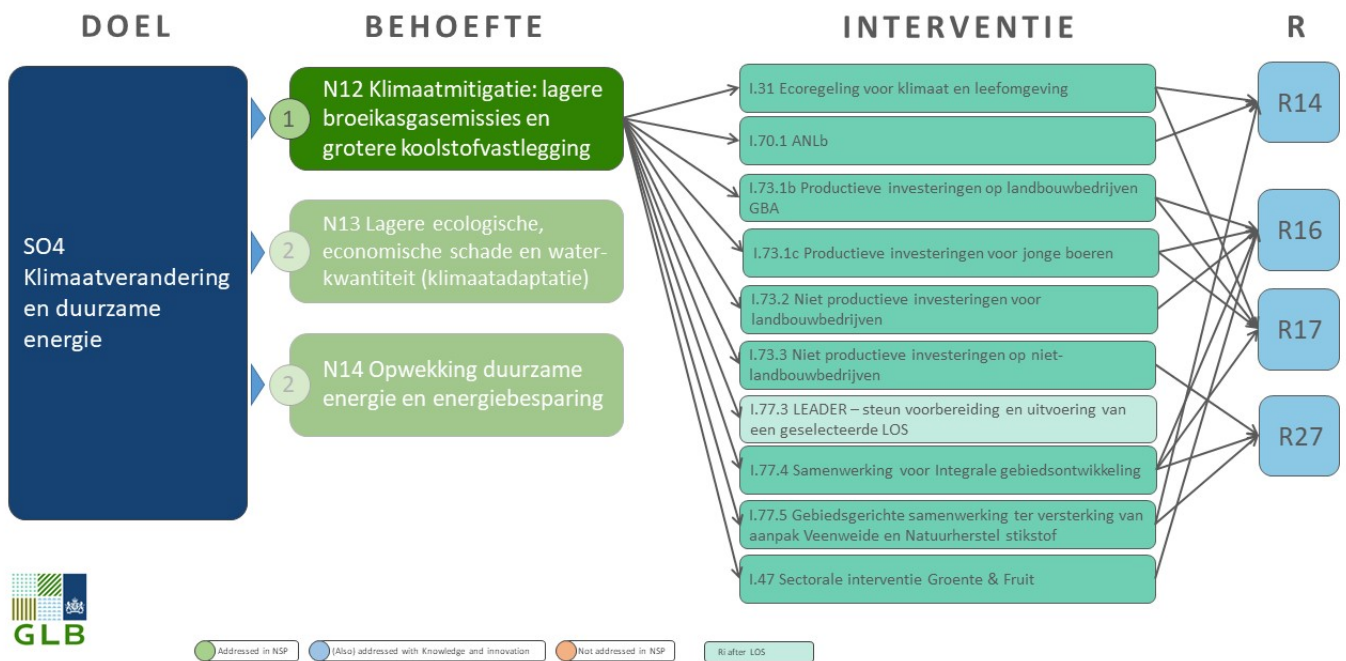 DOEL
BEHOEFTE
INTERVENTIE
R
SO4
Klimaatverandering
en duurzame
energie
1
N12 Klimaatmitigatie: lagere
broeikasgasemissies en
grotere koolstofvastlegging
2
N13 Lagere ecologische,
economische schade en water-
kwantiteit (klimaatadaptatie)
2
N14 Opwekking duurzame
energie en energiebesparing
I.31 Ecoregeling voor klimaat en leefomgeving
I.70.1 ANLb
I.73.1b Productieve investeringen op landbouwbedrijven
GBA
I.73.1c Productieve investeringen voor jonge boeren
I.73.2 Niet productieve investeringen voor
landbouwbedrijven
I.73.3 Niet productieve investeringen op niet-
landbouwbedrijven
I.77.3 LEADER – steun voorbereiding en uitvoering van
een geselecteerde LOS
I.77.4 Samenwerking voor Integrale gebiedsontwikkeling
I.77.5 Gebiedsgerichte samenwerking ter versterking van
aanpak Veenweide en Natuurherstel stikstof
I.47 Sectorale interventie Groente & Fruit
R14
R16
R17
R27
GLB
Addressed in NSP
(Also) addressed with Knowledge and innovation
Not addressed in NSP
Ri after LOS